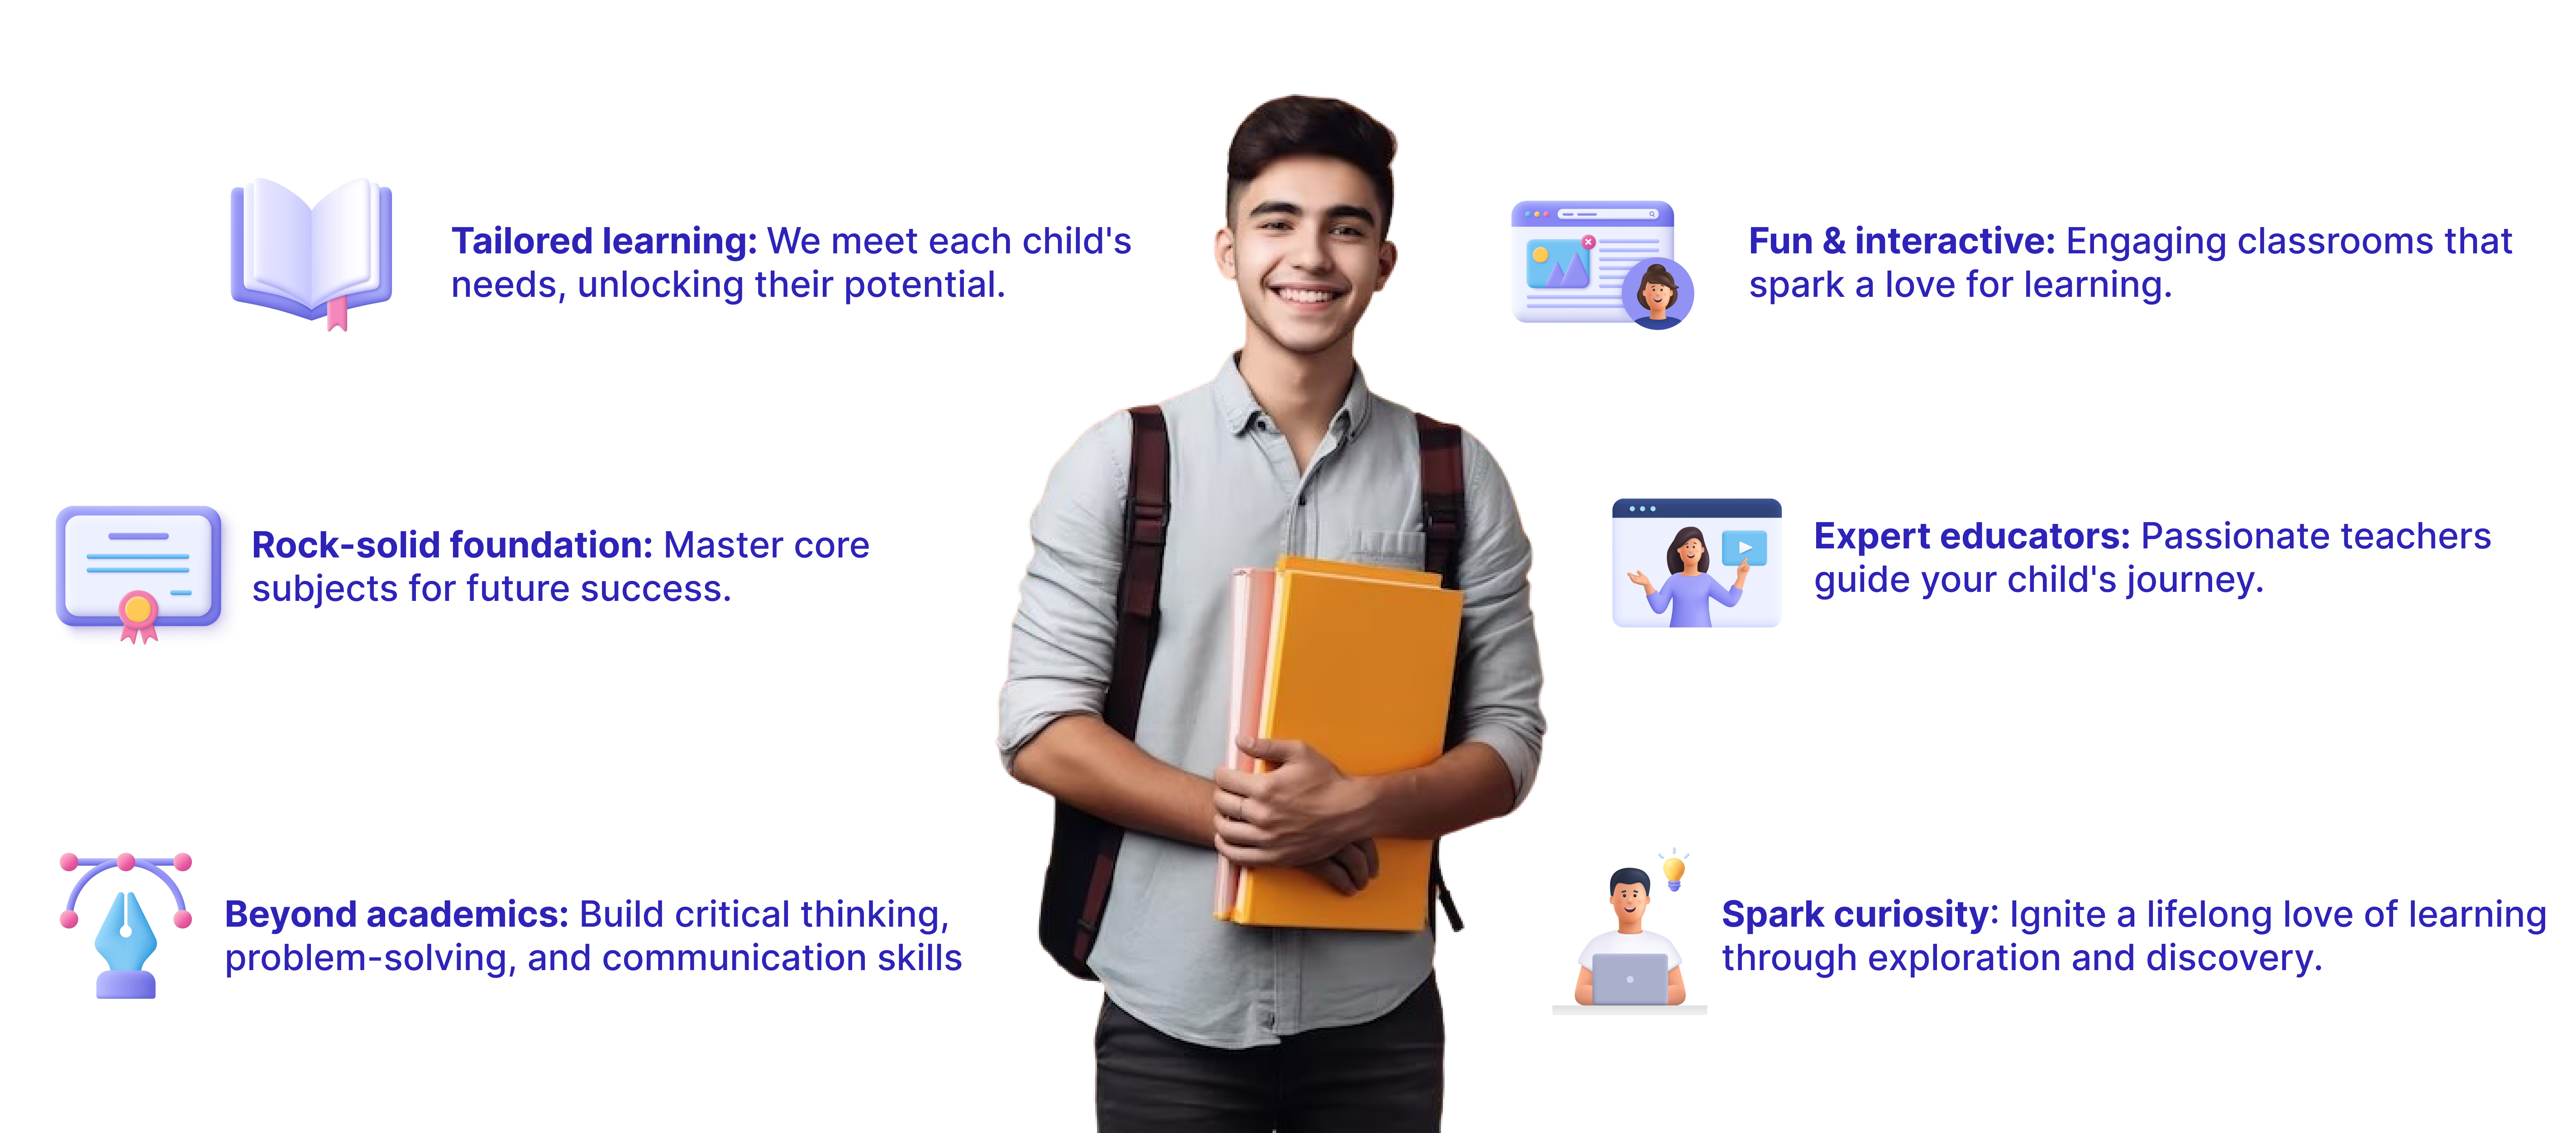 Tailored learning: We meet each child's
needs, unlocking their potential.
Rock-solid foundation: Master core
subjects for future success.
Beyond academics: Build critical thinking,
problem-solving, and communication skills
Fun & interactive: Engaging classrooms that
spark a love for learning.
Expert educators: Passionate teachers
guide your child's journey.
Spark curiosity: Ignite a lifelong love of learning
through exploration and discovery.